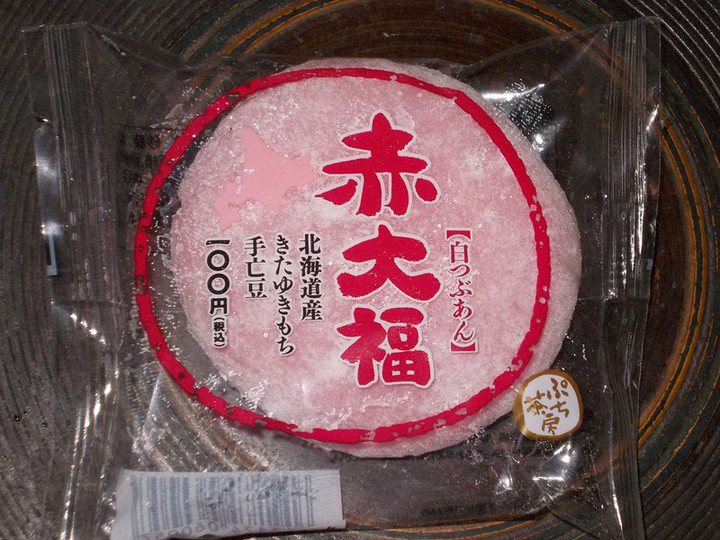 赤大福
【白つぶあん】
北海道産
きたゆきもち
手亡豆
一〇〇円(税込)
ぷち
茶房